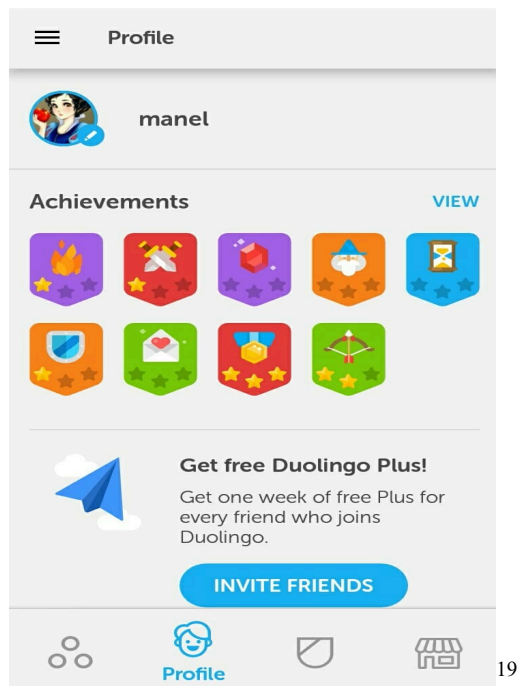 Profile
manel
Achievements VIEW
Get free Duolingo Plus!
Get one week of free Plus for
every friend who joins
Duolingo.
INVITE FRIENDS
Profile
19